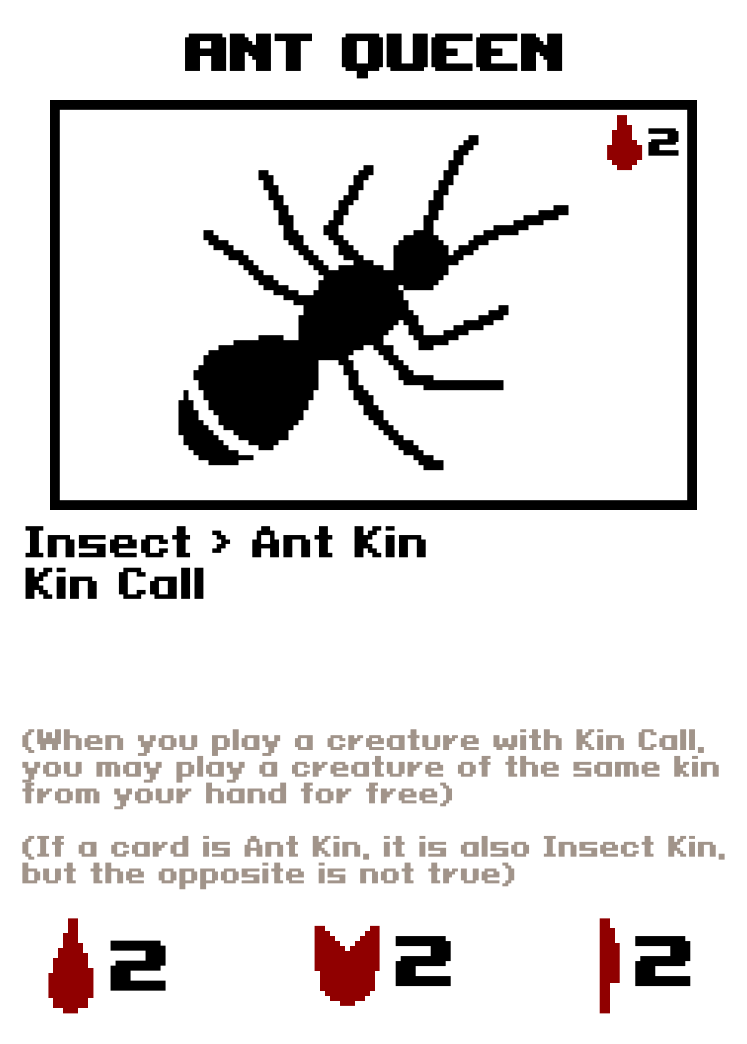 ANT QUEEN
2
Insect > Ant Kin
Kin Call
(When you play a creature with Kin Call,
you may play a creature of the same kin
from your hand for free)
(If a card is Ant Kin, it is also Insect Kin,
but the opposite is not true)
2 2 2